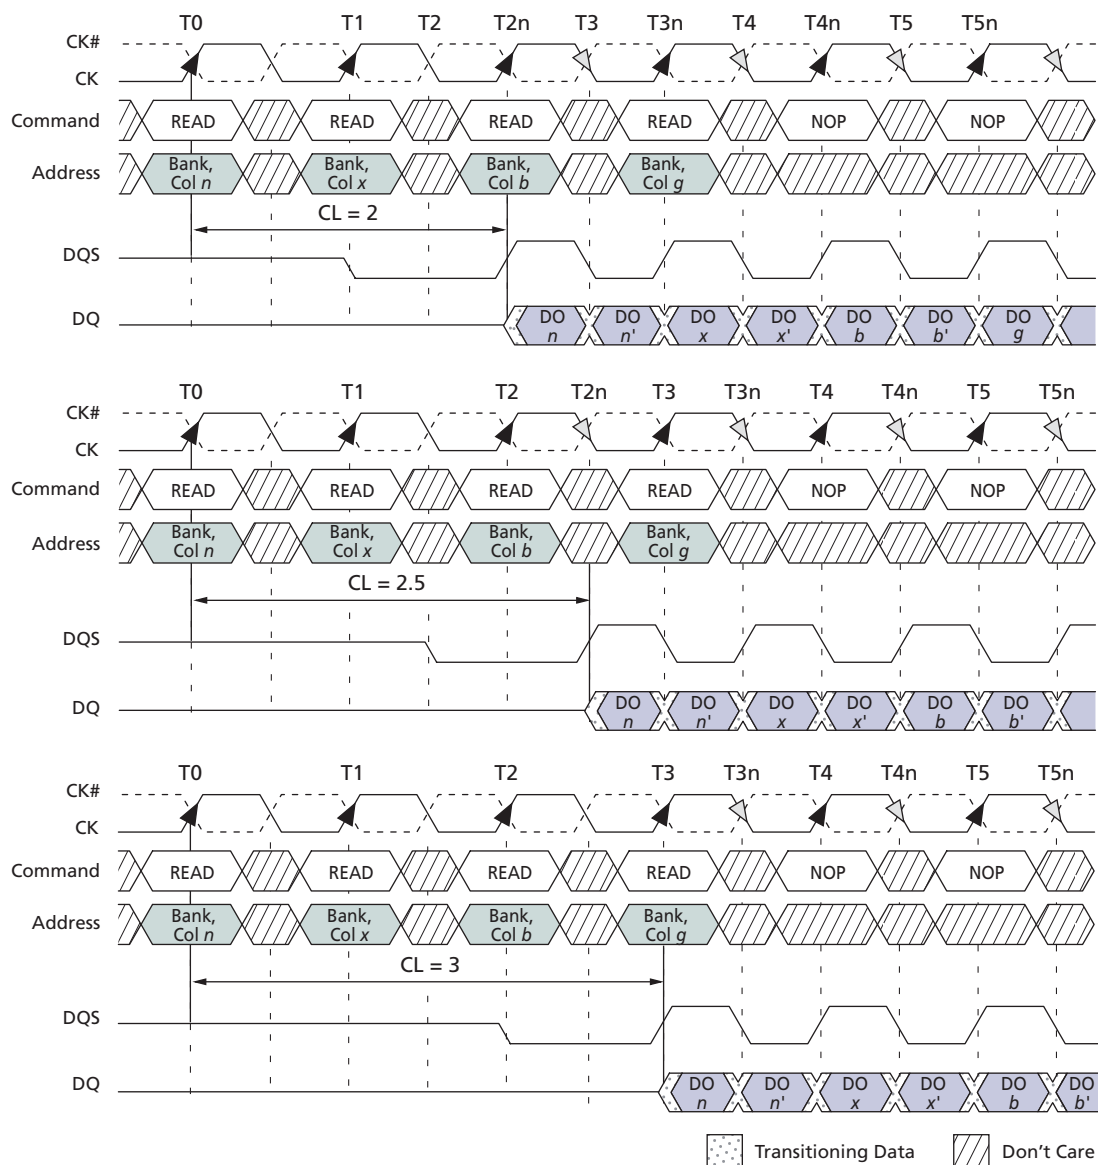 T0 T1 T2 T2n T3 T3n T4 T4n T5 T5n
CK#
CK
Command READ READ READ READ NOP NOP
Address Bank, Col n Bank, Col x Bank, Col b Bank, Col g
CL = 2
DQS
DQ DO n DO n' DO x DO x' DO b DO b' DO g
T0 T1 T2 T2n T3 T3n T4 T4n T5 T5n
CK#
CK
Command READ READ READ READ NOP NOP
Address Bank, Col n Bank, Col x Bank, Col b Bank, Col g
CL = 2.5
DQS
DQ DO n DO n' DO x DO x' DO b DO b'
T0 T1 T2 T3 T3n T4 T4n T5 T5n
CK#
CK
Command READ READ READ READ NOP NOP
Address Bank, Col n Bank, Col x Bank, Col b Bank, Col g
CL = 3
DQS
DQ DO n DO n' DO x DO x' DO b DO b'
Transitioning Data Don't Care